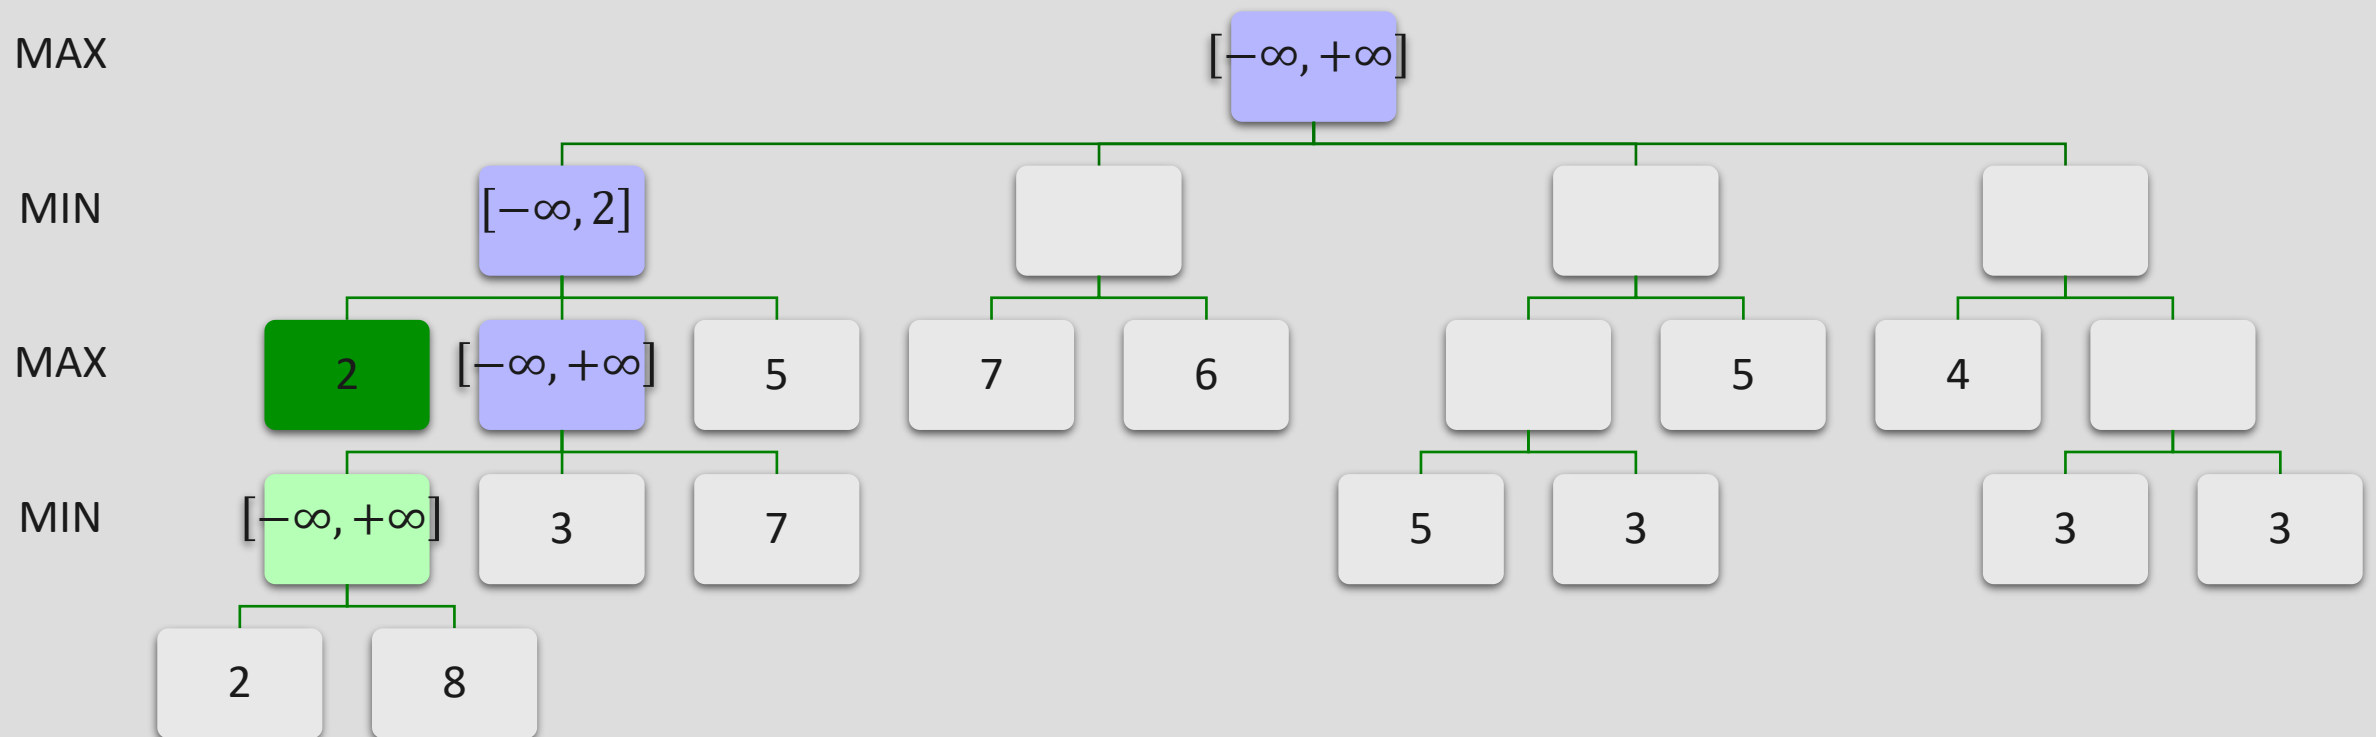 MAX [−∞, +∞]
MIN [−∞, 2]
MAX 2 [−∞, +∞] 5 7 6 5 4
MIN [−∞, +∞] 3 7 5 3 3 3
2 8